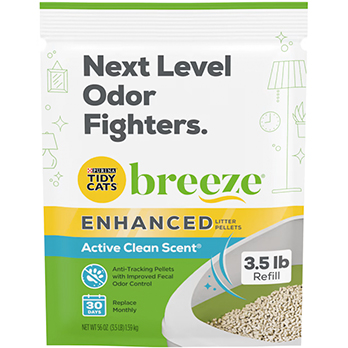 Next Level
Odor
Fighters.
PURINA
TIDY
CATS
breeze®
ENHANCED LITTER
PELLETS
Active Clean Scent®
Anti-Tracking Pellets
with Improved Fecal
Odor Control
30
DAYS
Replace
Monthly
3.5 lb
Refill
NET WT 56 OZ (3.5 LB) 1.59 kg